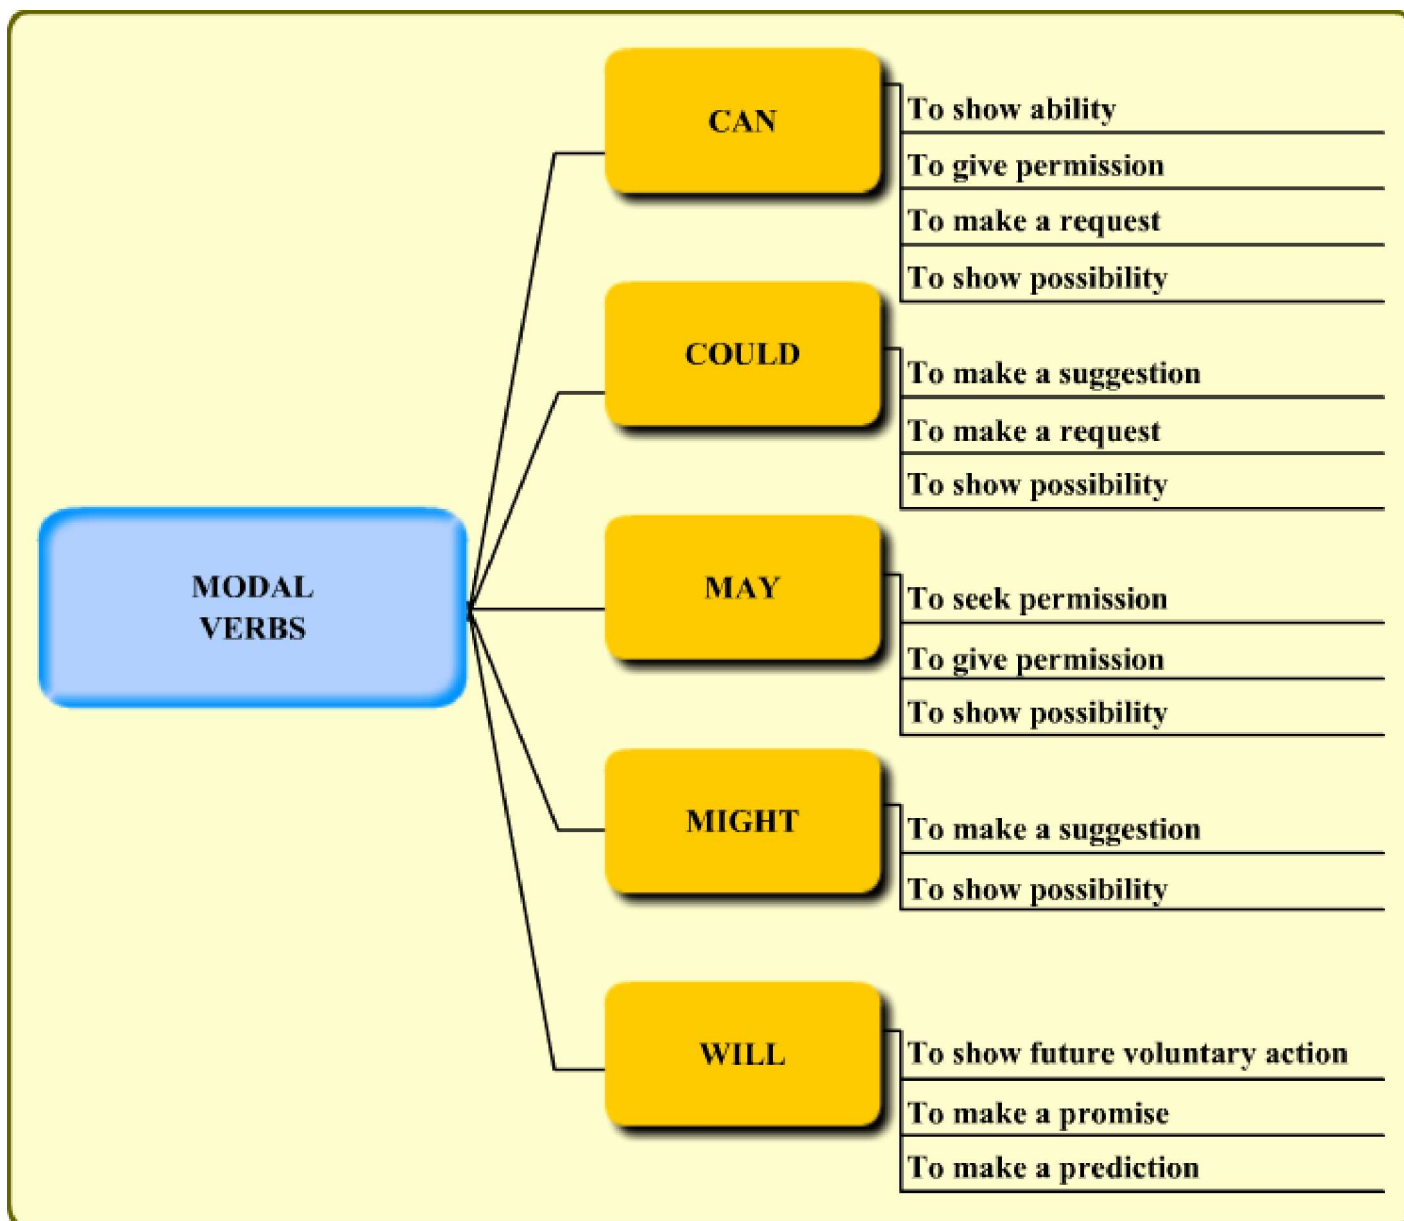 MODAL
VERBS
CAN
To show ability
To give permission
To make a request
To show possibility
COULD
To make a suggestion
To make a request
To show possibility
MAY
To seek permission
To give permission
To show possibility
MIGHT
To make a suggestion
To show possibility
WILL
To show future voluntary action
To make a promise
To make a prediction